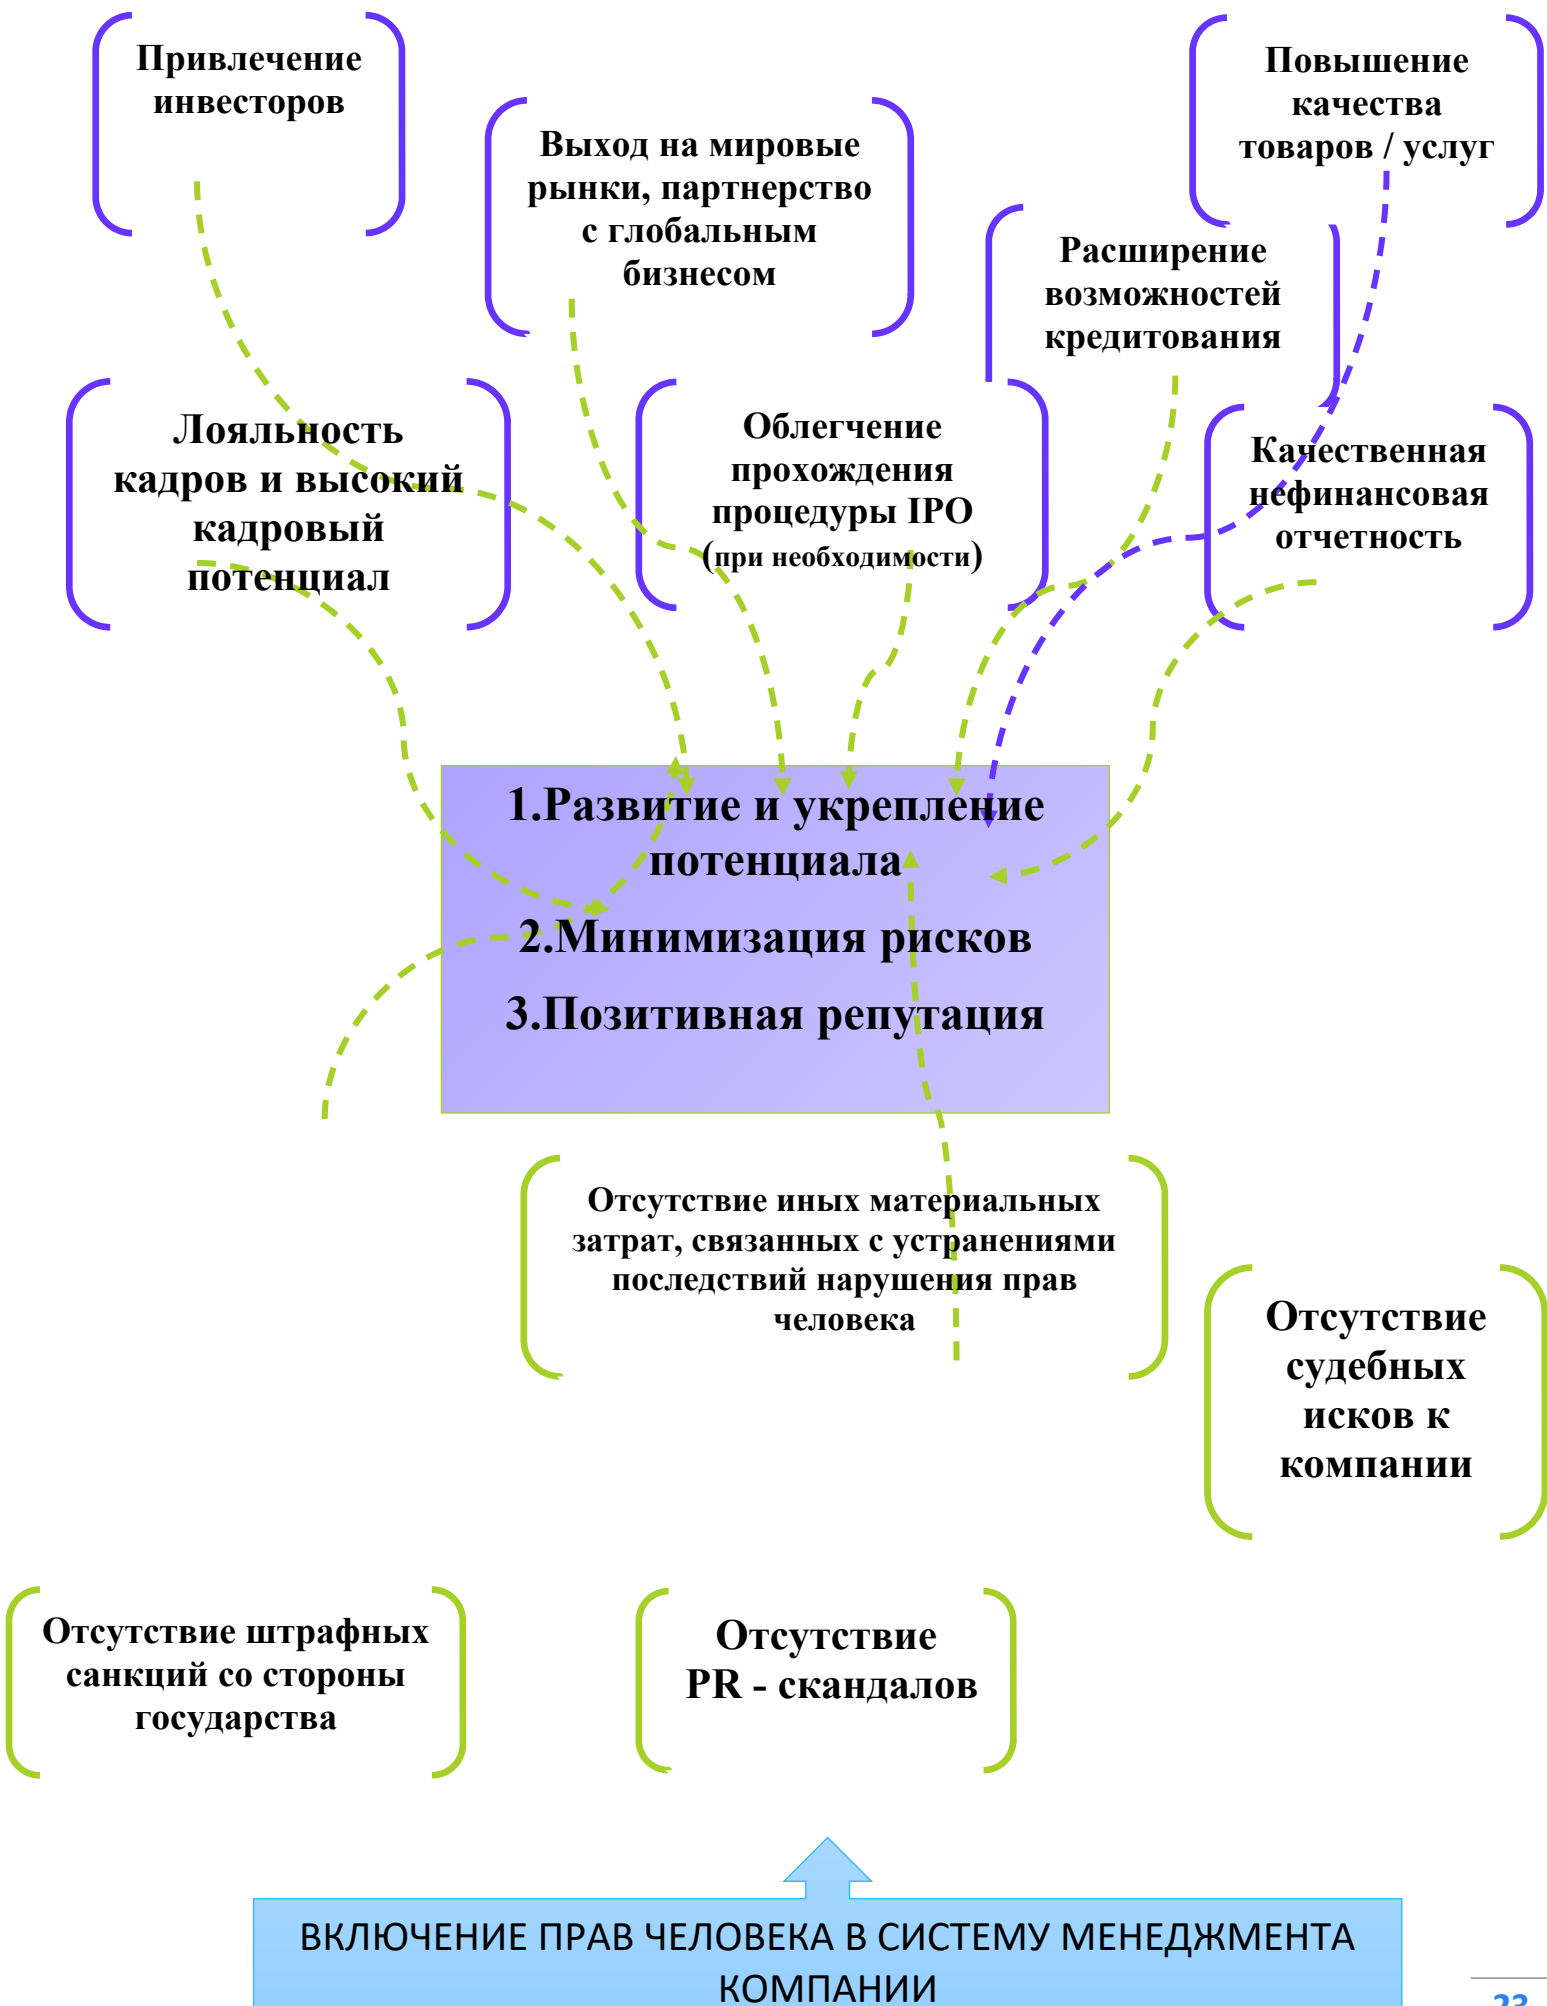 Привлечение
инвесторов
Повышение
качества
товаров / услуг
Выход на мировые
рынки, партнерство
с глобальным
бизнесом
Расширение
возможностей
кредитования
Лояльность
кадров и высокий
кадровый
потенциал
Облегчение
прохождения
процедуры IPO
(при необходимости)
Качественная
нефинансовая
отчетность
1.Развитие и укрепление
потенциала
2.Минимизация рисков
3.Позитивная репутация
Отсутствие иных материальных
затрат, связанных с устранениями
последствий нарушения прав
человека
Отсутствие
судебных
исков к
компании
Отсутствие штрафных
санкций со стороны
государства
Отсутствие
PR - скандалов
ВКЛЮЧЕНИЕ ПРАВ ЧЕЛОВЕКА В СИСТЕМУ МЕНЕДЖМЕНТА
КОМПАНИИ
23